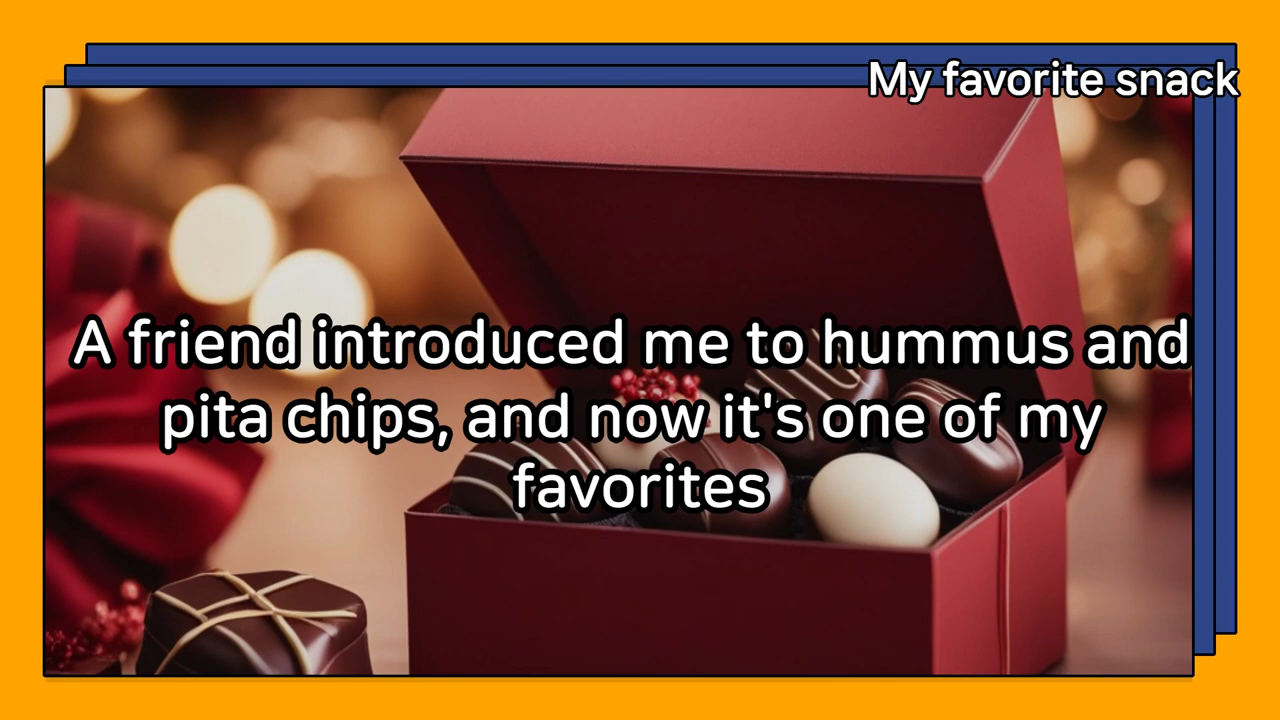 My favorite snack
A friend introduced me to hummus and
pita chips, and now it's one of my
favorites